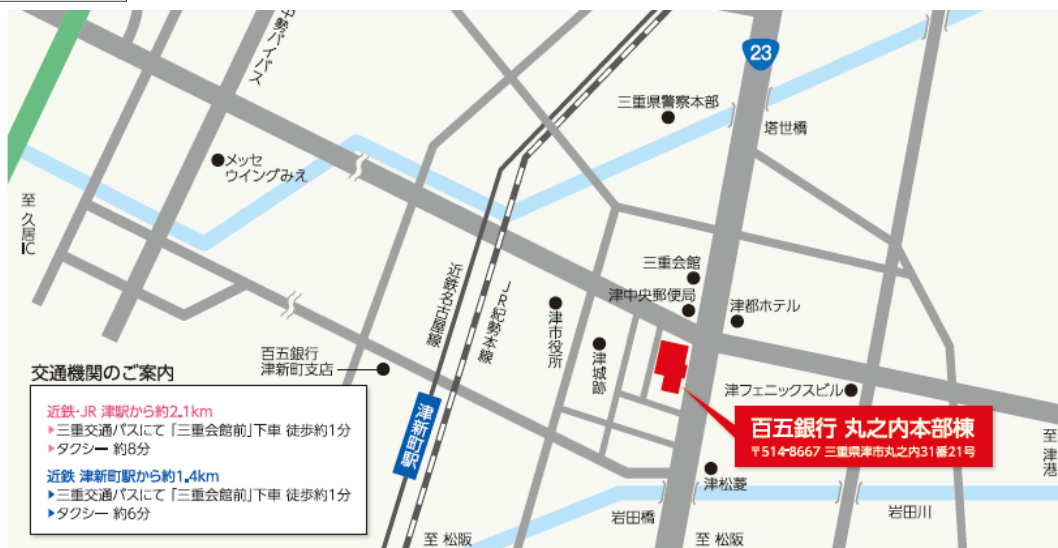 中勢バイパス
23
三重県警察本部
塔世橋
メッセ
ウイングみえ
至 久居IC
三重会館
津中央郵便局
津都ホテル
近鉄名古屋線
JR紀勢本線
津市役所
津城跡
百五銀行
津新町支店
津フェニックスビル
津新町駅
百五銀行 丸之内本部棟
〒514-8667 三重県津市丸之内31番21号
至 津港
津松菱
岩田橋
岩田川
至 松阪
至 松阪
交通機関のご案内
近鉄・JR 津駅から約2.1km
▶三重交通バスにて「三重会館前」下車 徒歩約1分
▶タクシー 約8分
近鉄 津新町駅から約1.4km
▶三重交通バスにて「三重会館前」下車 徒歩約1分
▶タクシー 約6分